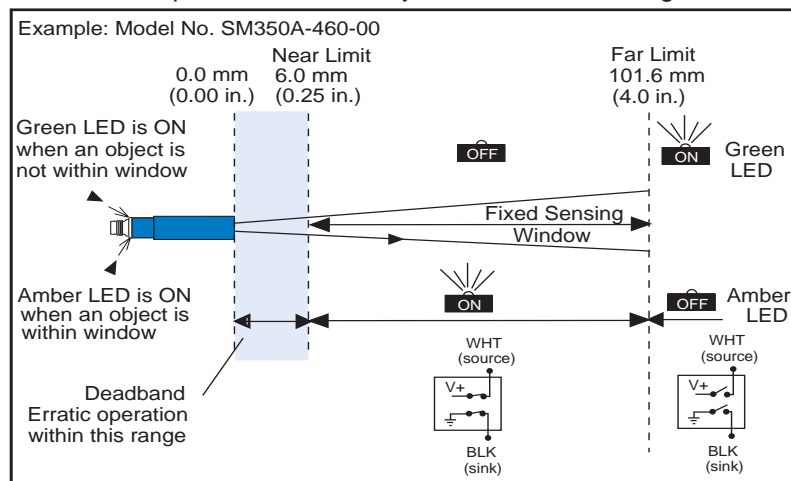 Example: Model No. SM350A-460-00
0.0 mm
(0.00 in.)
Near Limit
6.0 mm
(0.25 in.)
Far Limit
101.6 mm
(4.0 in.)
Green LED is ON
when an object is
not within window
OFF
ON
Green
LED
Fixed Sensing
Window
Amber LED is ON
when an object is
within window
ON
OFF
Amber
LED
Deadband
Erratic operation
within this range
WHT
(source)
V+
BLK
(sink)
WHT
(source)
V+
BLK
(sink)